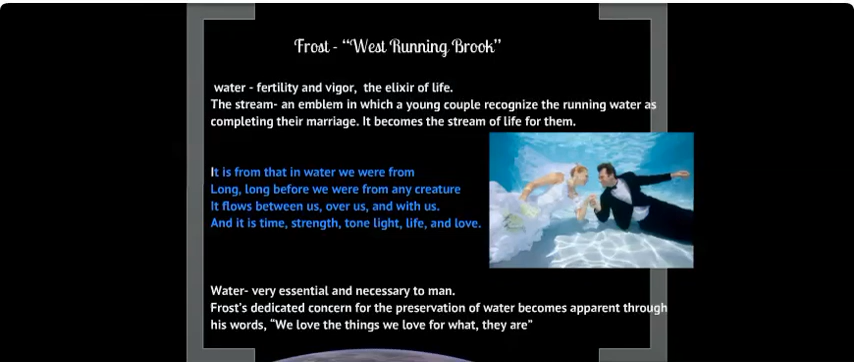 Frost - “West Running Brook”
water - fertility and vigor, the elixir of life.
The stream- an emblem in which a young couple recognize the running water as
completing their marriage. It becomes the stream of life for them.
It is from that in water we were from
Long, long before we were from any creature
It flows between us, over us, and with us.
And it is time, strength, tone light, life, and love.
Water- very essential and necessary to man.
Frost's dedicated concern for the preservation of water becomes apparent through
his words, “We love the things we love for what, they are”